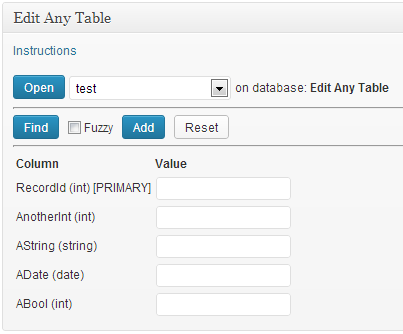 Edit Any Table
Instructions
Open test on database: Edit Any Table
Find Fuzzy Add Reset
Column Value
RecordId (int) [PRIMARY]
AnotherInt (int)
AString (string)
ADate (date)
ABool (int)